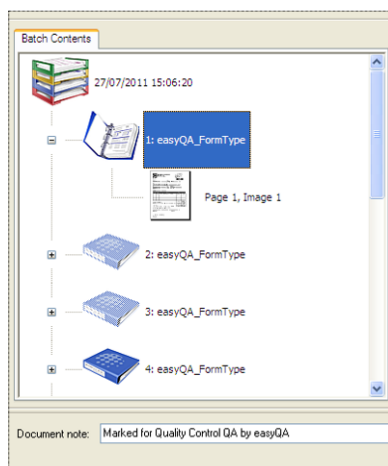 Batch Contents
27/07/2011 15:06:20
1: easyQA_FormType
Page 1, Image 1
2: easyQA_FormType
3: easyQA_FormType
4: easyQA_FormType
Document note: Marked for Quality Control QA by easyQA